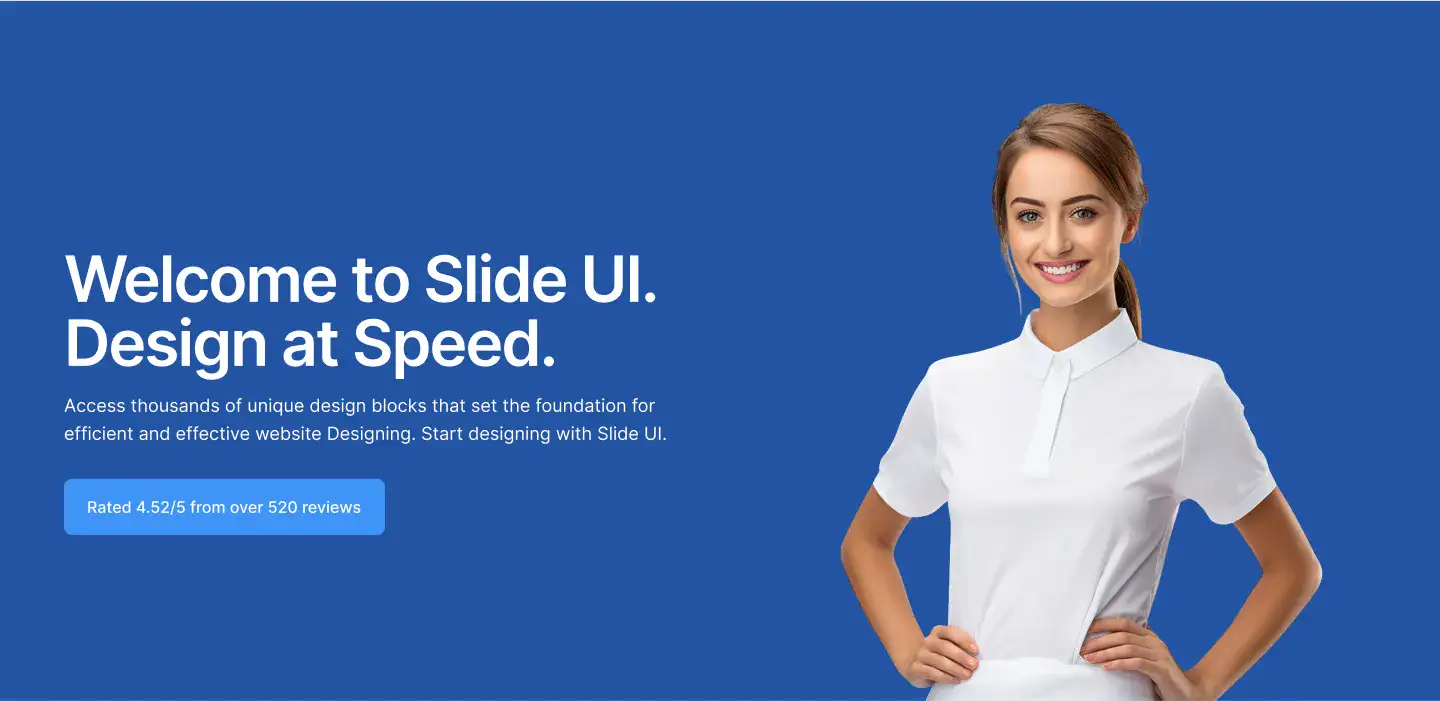 Welcome to Slide UI.
Design at Speed.
Access thousands of unique design blocks that set the foundation for
efficient and effective website Designing. Start designing with Slide UI.
Rated 4.52/5 from over 520 reviews